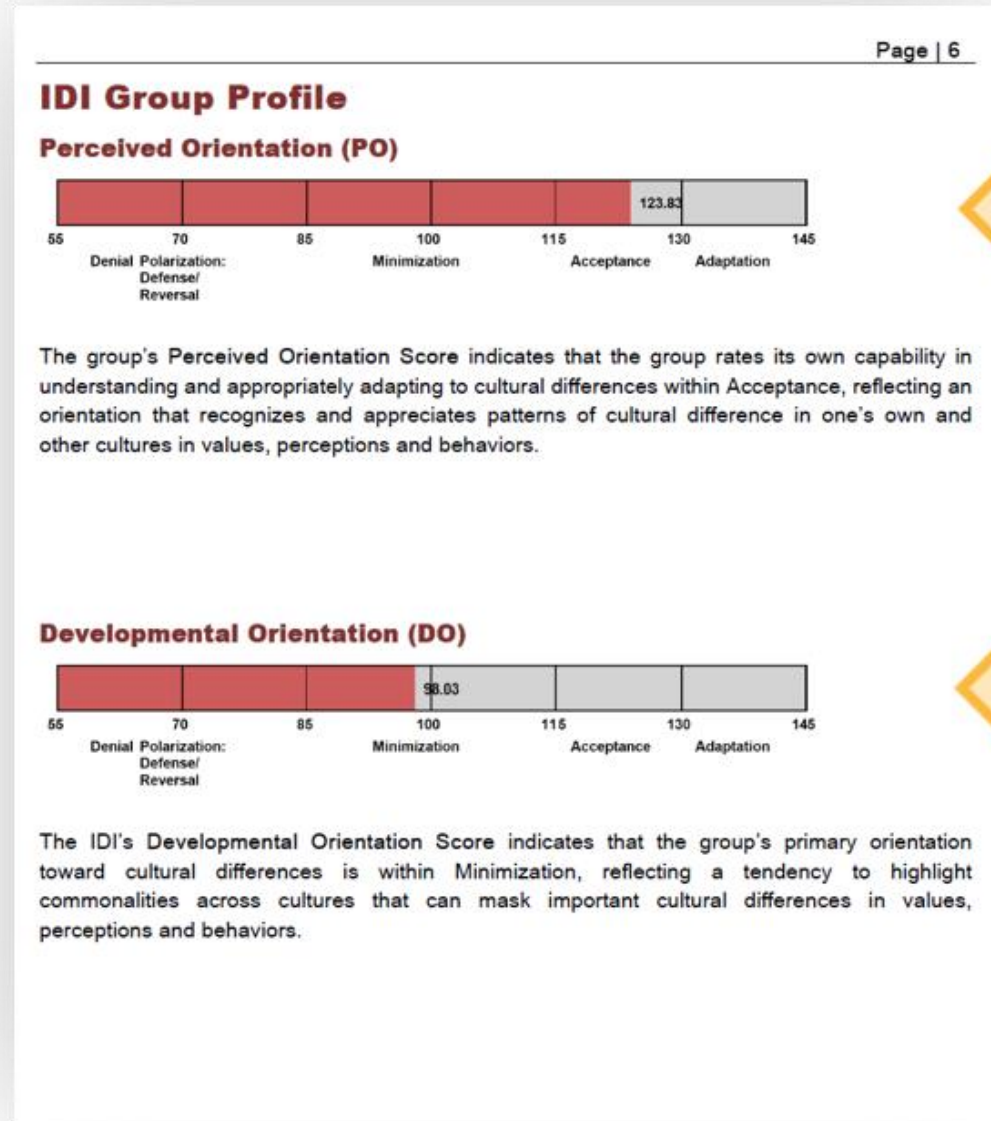 Page | 6
IDI Group Profile
Perceived Orientation (PO)
123.83
55 70 85 100 115 130 145
Denial Polarization: Minimization Acceptance Adaptation
Defense/
Reversal
The group's Perceived Orientation Score indicates that the group rates its own capability in
understanding and appropriately adapting to cultural differences within Acceptance, reflecting an
orientation that recognizes and appreciates patterns of cultural difference in one's own and
other cultures in values, perceptions and behaviors.
Developmental Orientation (DO)
98.03
55 70 85 100 115 130 145
Denial Polarization: Minimization Acceptance Adaptation
Defense/
Reversal
The IDI's Developmental Orientation Score indicates that the group's primary orientation
toward cultural differences is within Minimization, reflecting a tendency to highlight
commonalities across cultures that can mask important cultural differences in values,
perceptions and behaviors.